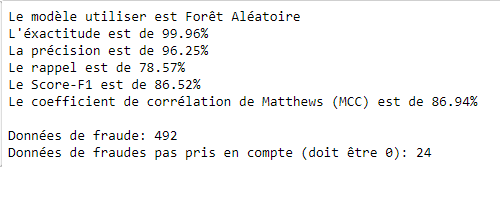 Le modèle utiliser est Forêt Aléatoire
L'éxactitude est de 99.96%
La précision est de 96.25%
Le rappel est de 78.57%
Le Score-F1 est de 86.52%
Le coefficient de corrélation de Matthews (MCC) est de 86.94%
Données de fraude: 492
Données de fraudes pas pris en compte (doit être 0): 24